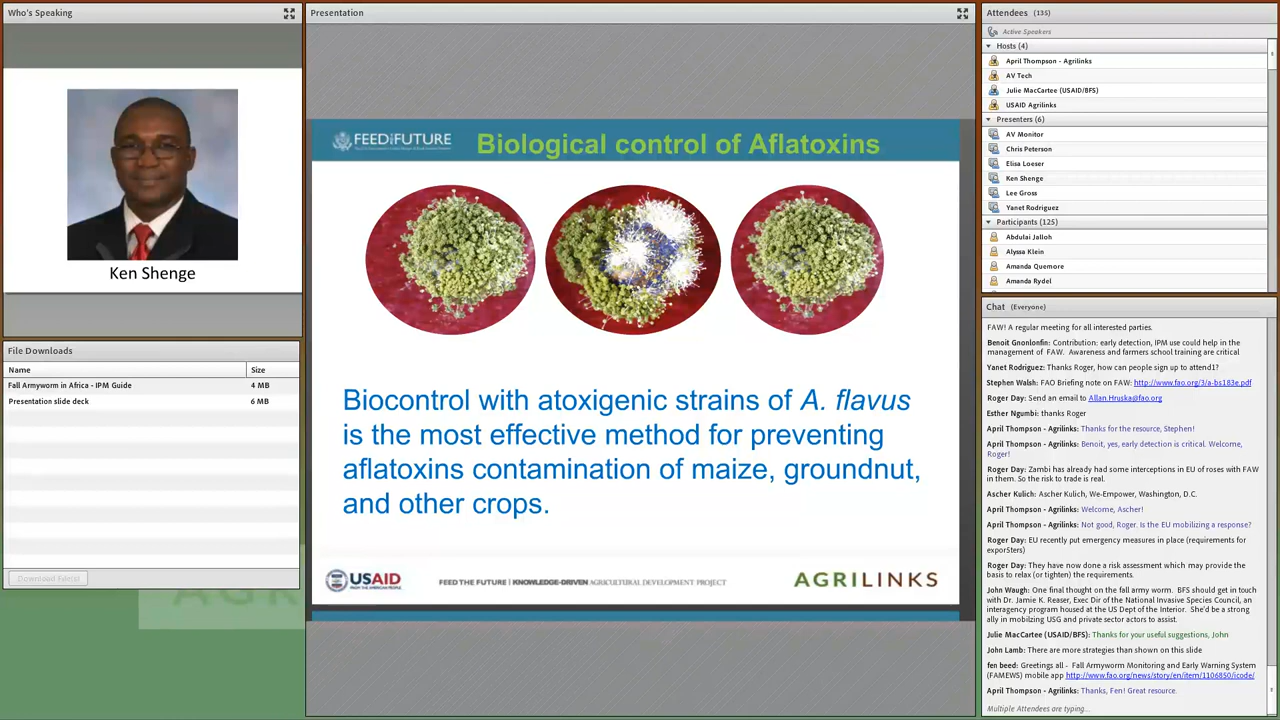 Who's Speaking
Ken Shenge
File Downloads
Name
Size
Fall Armyworm in Africa - IPM Guide
4 MB
Presentation slide deck
6 MB
Download File(s)
Presentation
FEED THE FUTURE
Biological control of Aflatoxins
Biocontrol with atoxigenic strains of A. flavus
is the most effective method for preventing
aflatoxins contamination of maize, groundnut,
and other crops.
USAID
FROM THE AMERICAN PEOPLE
FEED THE FUTURE | KNOWLEDGE-DRIVEN AGRICULTURAL DEVELOPMENT PROJECT
AGRILINKS
Attendees (135)
Active Speakers
Hosts (4)
April Thompson - Agrilinks
AV Tech
Julie MacCartee (USAID/BFS)
USAID Agrilinks
Presenters (6)
AV Monitor
Chris Peterson
Elisa Loeser
Ken Shenge
Lee Gross
Yanet Rodriguez
Participants (125)
Abdulai Jalloh
Alyssa Klein
Amanda Quemore
Amanda Rydel
Chat (Everyone)
FAW! A regular meeting for all interested parties.
Benoit Gnonlonfin: Contribution: early detection, IPM use could help in the
management of FAW. Awareness and farmers school training are critical
Yanet Rodriguez: Thanks Roger, how can people sign up to attend1?
Stephen Walsh: FAO Briefing note on FAW: http://www.fao.org/3/a-bs183e.pdf
Roger Day: Send an email to Allan.Hruska@fao.org
Esther Ngumbi: thanks Roger
April Thompson - Agrilinks: Thanks for the resource, Stephen!
April Thompson - Agrilinks: Benoit, yes, early detection is critical. Welcome,
Roger!
Roger Day: Zambi has already had some interceptions in EU of roses with FAW
in them. So the risk to trade is real.
Ascher Kulich: Ascher Kulich, We-Empower, Washington, D.C.
April Thompson - Agrilinks: Welcome, Ascher!
April Thompson - Agrilinks: Not good, Roger. Is the EU mobilizing a response?
Roger Day: EU recently put emergency measures in place (requirements for
expor5ters)
Roger Day: They have now done a risk assessment which may provide the
basis to relax (or tighten) the requirements.
John Waugh: One final thought on the fall army worm. BFS should get in touch
with Dr. Jamie K. Reaser, Exec Dir of the National Invasive Species Council, an
interagency program housed at the US Dept of the Interior. She'd be a strong
ally in mobilzing USG and private sector actors to assist.
Julie MacCartee (USAID/BFS): Thanks for your useful suggestions, John
John Lamb: There are more strategies than shown on this slide
fen beed: Greetings all - Fall Armyworm Monitoring and Early Warning System
(FAMEWS) mobile app http://www.fao.org/news/story/en/item/1106850/icode/
April Thompson - Agrilinks: Thanks, Fen! Great resource.
Multiple Attendees are typing...